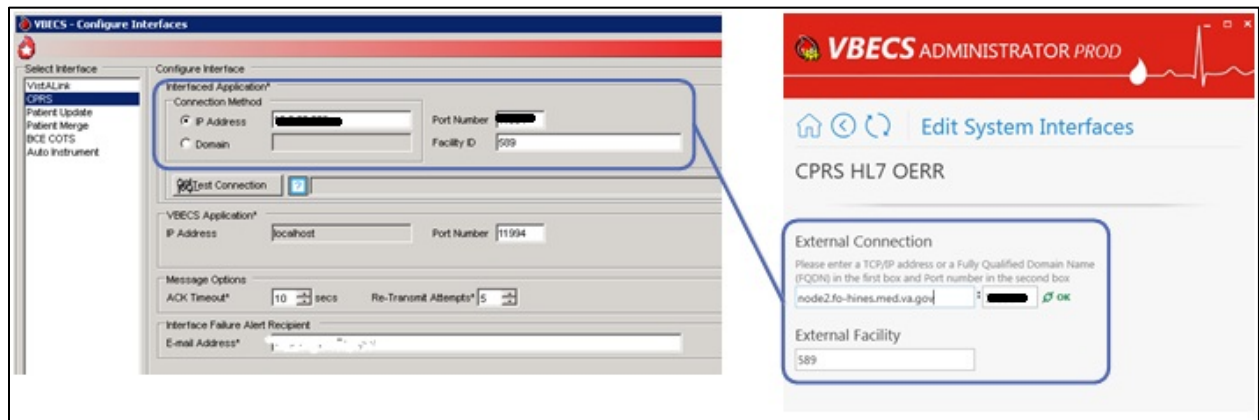 VBECS - Configure Interfaces
Select Interface
VistALink
CPRS
Patient Update
Patient Merge
BCE COTS
Auto Instrument
Configure Interface
Interfaced Application*
Connection Method
IP Address
Domain
Port Number
Facility ID 589
Test Connection
VBECS Application*
IP Address localhost Port Number 11994
Message Options
ACK Timeout* 10 secs Re-Transmit Attempts* 5
Interface Failure Alert Recipient
E-mail Address*
VBECS ADMINISTRATOR PROD
Edit System Interfaces
CPRS HL7 OERR
External Connection
Please enter a TCP/IP address or a Fully Qualified Domain Name
(FQDN) in the first box and Port number in the second box
node2.fo-hines.med.va.gov : OK
External Facility
589